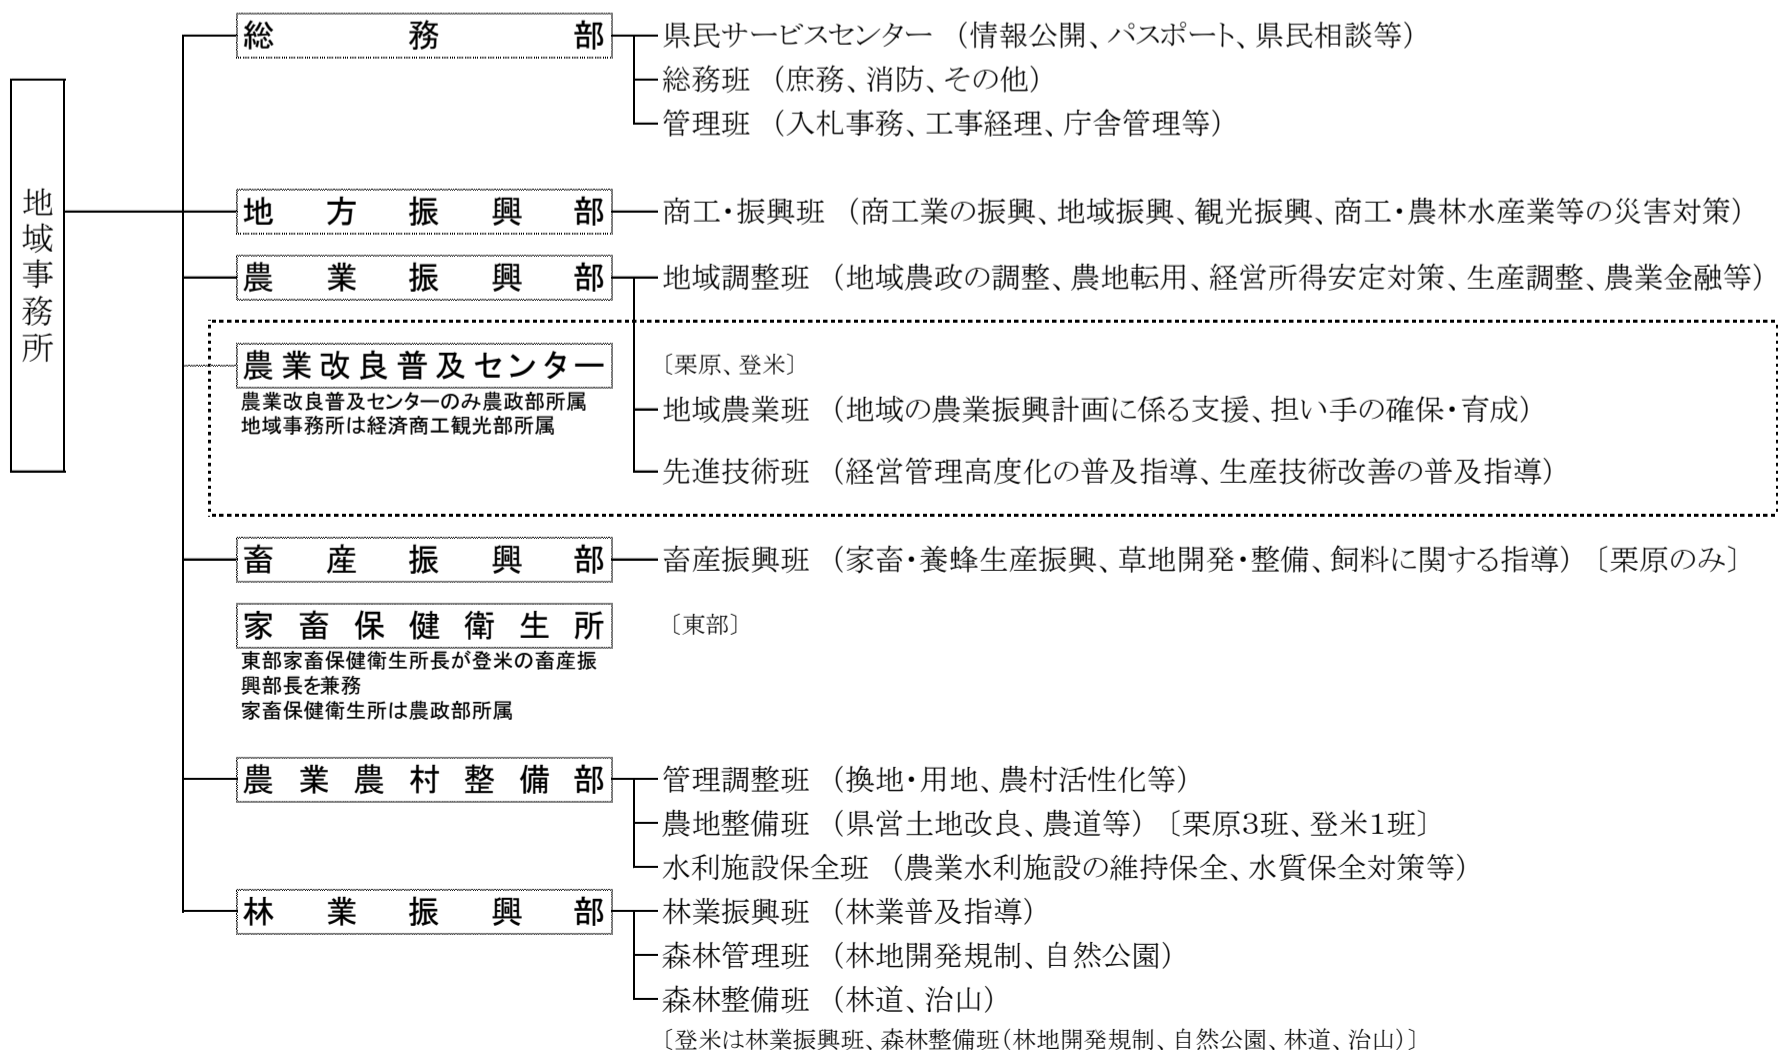 地域事務所
総務部
県民サービスセンター （情報公開、パスポート、県民相談等）
総務班 （庶務、消防、その他）
管理班 （入札事務、工事経理、庁舎管理等）
地方振興部
商工・振興班 （商工業の振興、地域振興、観光振興、商工・農林水産業等の災害対策）
農業振興部
地域調整班 （地域農政の調整、農地転用、経営所得安定対策、生産調整、農業金融等）
農業改良普及センター
〔栗原、登米〕
農業改良普及センターのみ農政部所属
地域事務所は経済商工観光部所属
地域農業班 （地域の農業振興計画に係る支援、担い手の確保・育成）
先進技術班 （経営管理高度化の普及指導、生産技術改善の普及指導）
畜産振興部
畜産振興班 （家畜・養蜂生産振興、草地開発・整備、飼料に関する指導） 〔栗原のみ〕
家畜保健衛生所
〔東部〕
東部家畜保健衛生所長が登米の畜産振
興部長を兼務
家畜保健衛生所は農政部所属
農業農村整備部
管理調整班 （換地・用地、農村活性化等）
農地整備班 （県営土地改良、農道等） 〔栗原3班、登米1班〕
水利施設保全班 （農業水利施設の維持保全、水質保全対策等）
林業振興部
林業振興班 （林業普及指導）
森林管理班 （林地開発規制、自然公園）
森林整備班 （林道、治山）
〔登米は林業振興班、森林整備班(林地開発規制、自然公園、林道、治山)〕